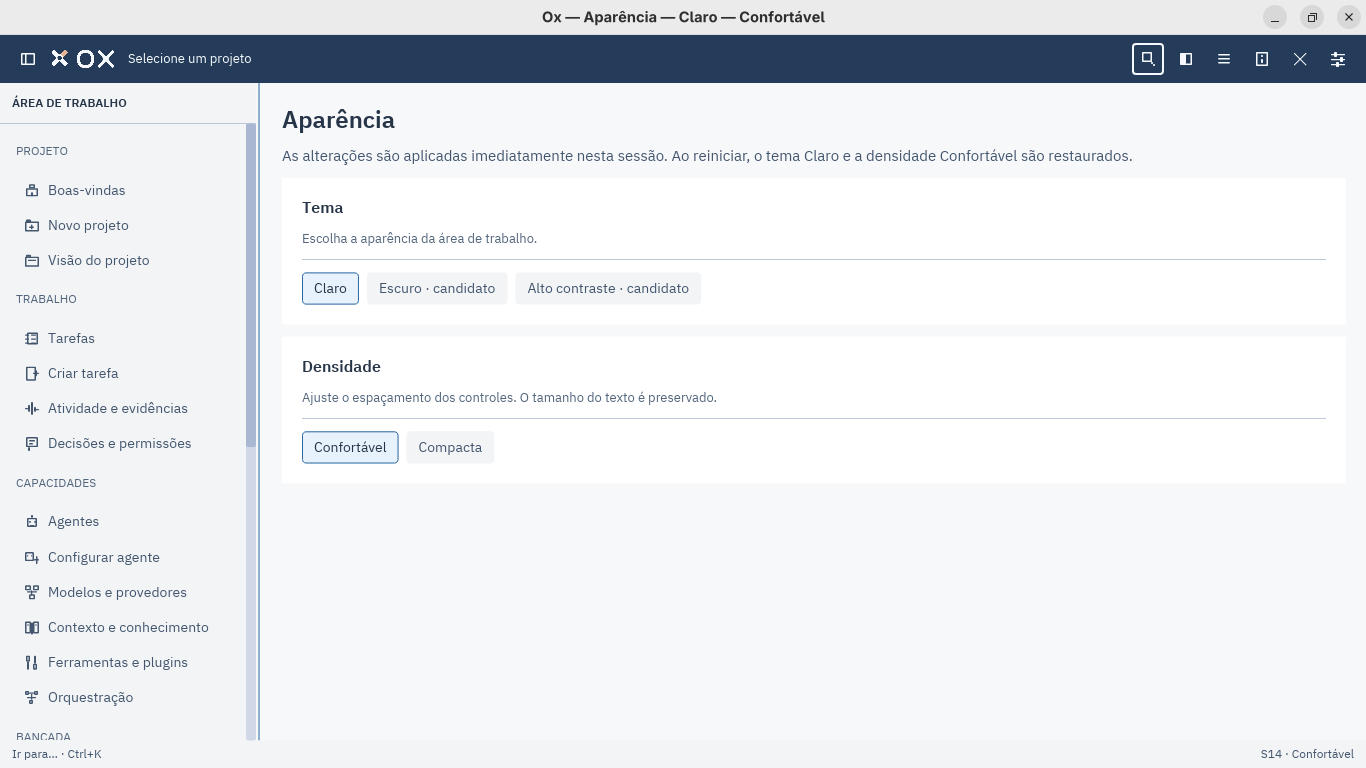 Ox — Aparência — Claro — Confortável
OX Selecione um projeto
ÁREA DE TRABALHO
PROJETO
Boas-vindas
Novo projeto
Visão do projeto
TRABALHO
Tarefas
Criar tarefa
Atividade e evidências
Decisões e permissões
CAPACIDADES
Agentes
Configurar agente
Modelos e provedores
Contexto e conhecimento
Ferramentas e plugins
Orquestração
BANCADA
Aparência
As alterações são aplicadas imediatamente nesta sessão. Ao reiniciar, o tema Claro e a densidade Confortável são restaurados.
Tema
Escolha a aparência da área de trabalho.
Claro Escuro · candidato Alto contraste · candidato
Densidade
Ajuste o espaçamento dos controles. O tamanho do texto é preservado.
Confortável Compacta
Ir para... · Ctrl+K
S14 · Confortável